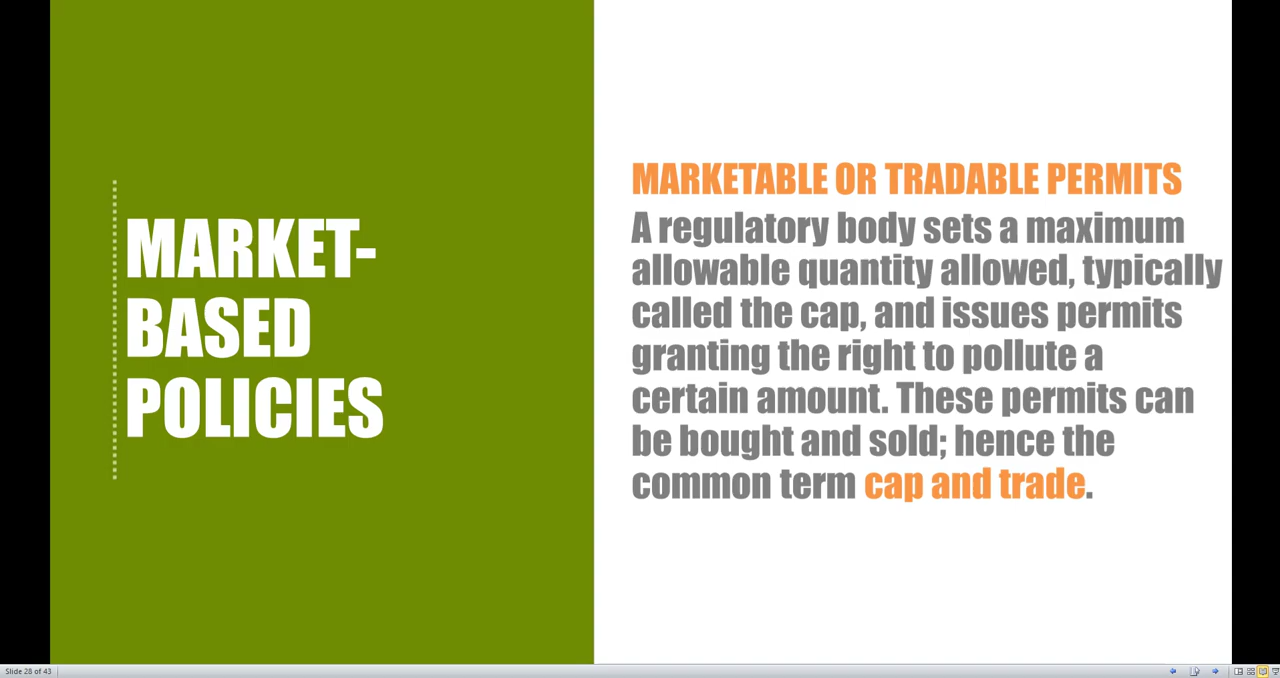 MARKET-
BASED
POLICIES
MARKETABLE OR TRADABLE PERMITS
A regulatory body sets a maximum
allowable quantity allowed, typically
called the cap, and issues permits
granting the right to pollute a
certain amount. These permits can
be bought and sold; hence the
common term cap and trade.
Slide 28 of 43